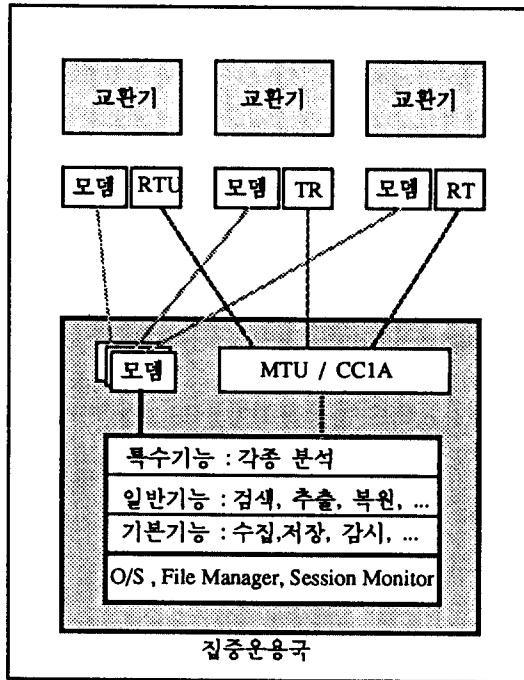 교환기 교환기 교환기
모뎀 RTU 모뎀 TR 모뎀 RT
모뎀 MTU / CC1A
특수기능 : 각종 분석
일반기능 : 검색, 추출, 복원, ...
기본기능 : 수집,저장, 감시, ...
O/S , File Manager, Session Monitor
집중운용국